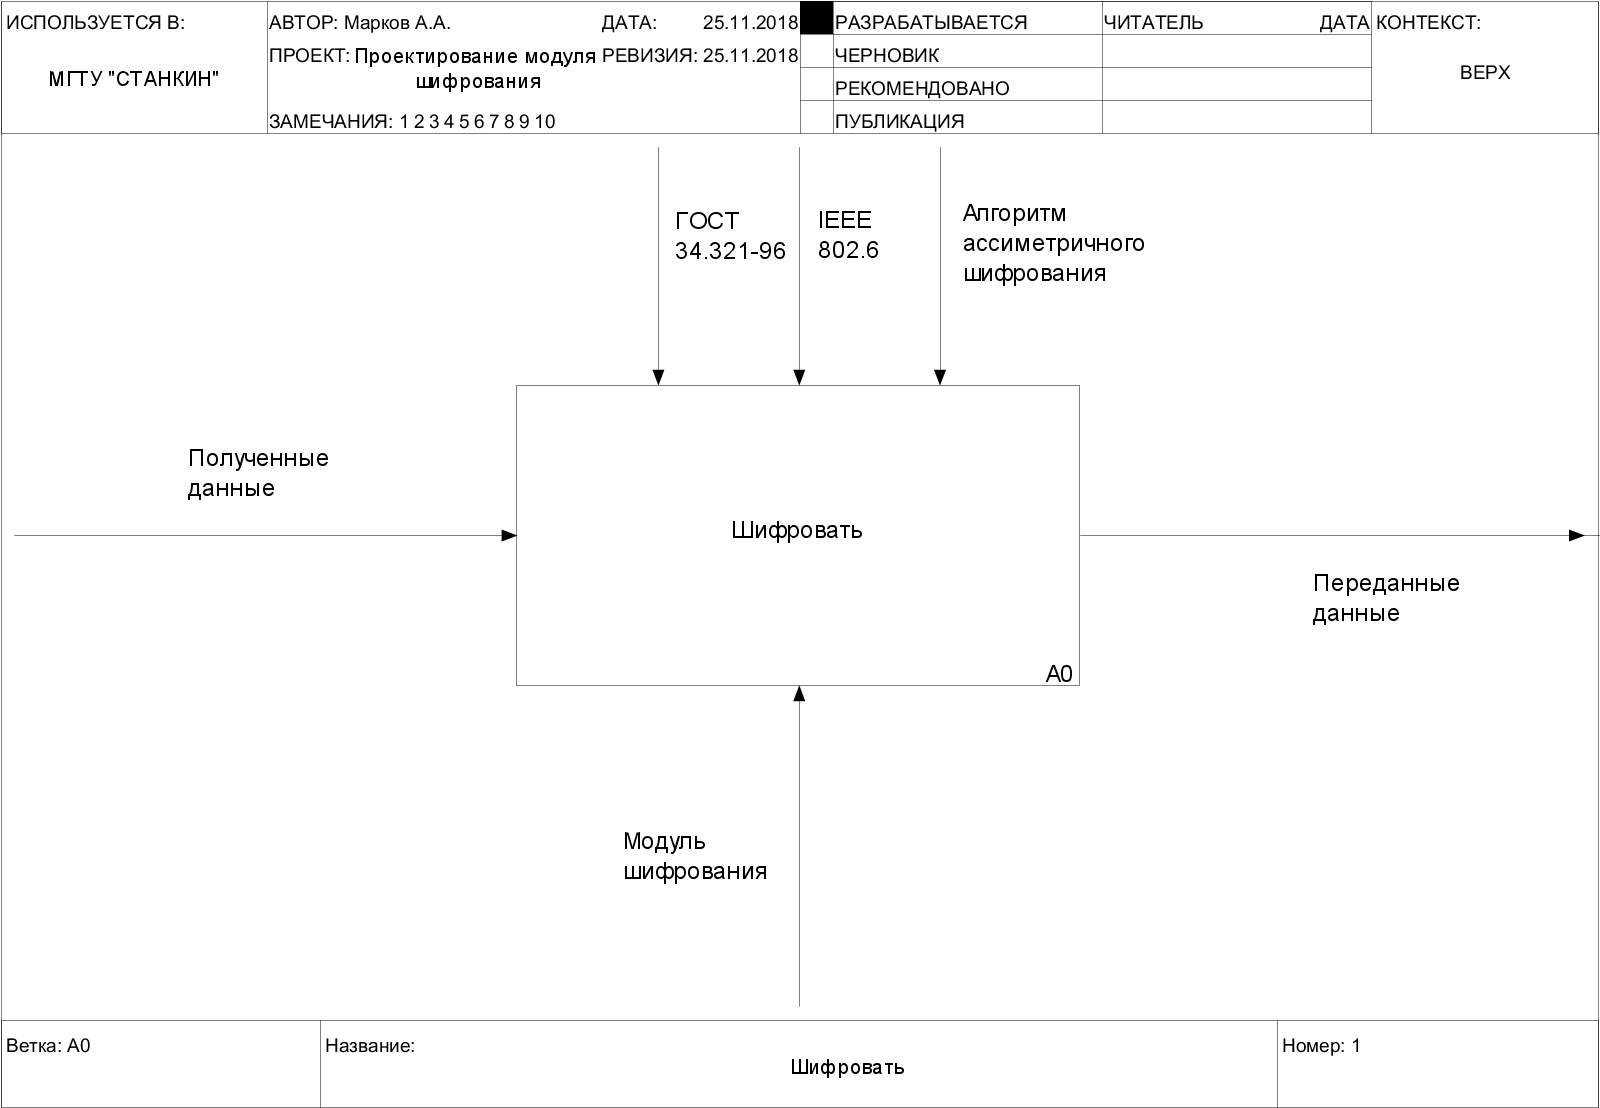 ИСПОЛЬЗУЕТСЯ В:
МГТУ "СТАНКИН"
АВТОР: Марков А.А.
ДАТА: 25.11.2018
ПРОЕКТ: Проектирование модуля
шифрования
РЕВИЗИЯ: 25.11.2018
ЗАМЕЧАНИЯ: 1 2 3 4 5 6 7 8 9 10
РАЗРАБАТЫВАЕТСЯ
ЧЕРНОВИК
РЕКОМЕНДОВАНО
ПУБЛИКАЦИЯ
ЧИТАТЕЛЬ
ДАТА
КОНТЕКСТ:
ВЕРХ
ГОСТ
34.321-96
IEEE
802.6
Алгоритм
ассиметричного
шифрования
Полученные
данные
Шифровать
A0
Переданные
данные
Модуль
шифрования
Ветка: A0
Название:
Шифровать
Номер: 1